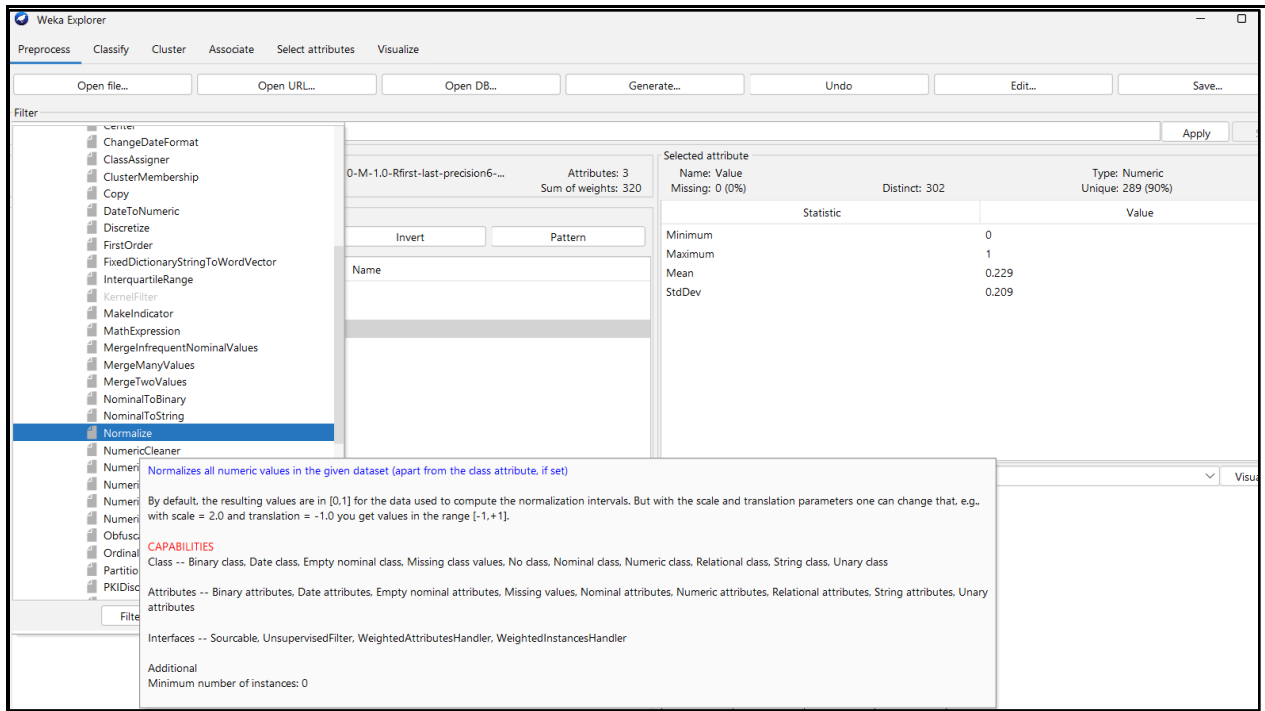 Weka Explorer
Preprocess Classify Cluster Associate Select attributes Visualize
Open file... Open URL... Open DB... Generate... Undo Edit... Save...
Filter
Apply
Center
ChangeDateFormat
ClassAssigner
ClusterMembership
Copy
DateToNumeric
Discretize
FirstOrder
FixedDictionaryStringToWordVector
InterquartileRange
KernelFilter
MakeIndicator
MathExpression
MergeInfrequentNominalValues
MergeManyValues
MergeTwoValues
NominalToBinary
NominalToString
Normalize
NumericCleaner
Numeri
Numeri
Numeri
Numeri
Obfusc
Ordinal
Partitio
PKIDisc
Filte
0-M-1.0-Rfirst-last-precision6-... Attributes: 3
Sum of weights: 320
Invert Pattern
Name
Selected attribute
Name: Value Type: Numeric
Missing: 0 (0%) Distinct: 302 Unique: 289 (90%)
Statistic Value
Minimum 0
Maximum 1
Mean 0.229
StdDev 0.209
Visua
Normalizes all numeric values in the given dataset (apart from the class attribute, if set)
By default, the resulting values are in [0,1] for the data used to compute the normalization intervals. But with the scale and translation parameters one can change that, e.g.,
with scale = 2.0 and translation = -1.0 you get values in the range [-1,+1].
CAPABILITIES
Class -- Binary class, Date class, Empty nominal class, Missing class values, No class, Nominal class, Numeric class, Relational class, String class, Unary class
Attributes -- Binary attributes, Date attributes, Empty nominal attributes, Missing values, Nominal attributes, Numeric attributes, Relational attributes, String attributes, Unary
attributes
Interfaces -- Sourcable, UnsupervisedFilter, WeightedAttributesHandler, WeightedInstancesHandler
Additional
Minimum number of instances: 0